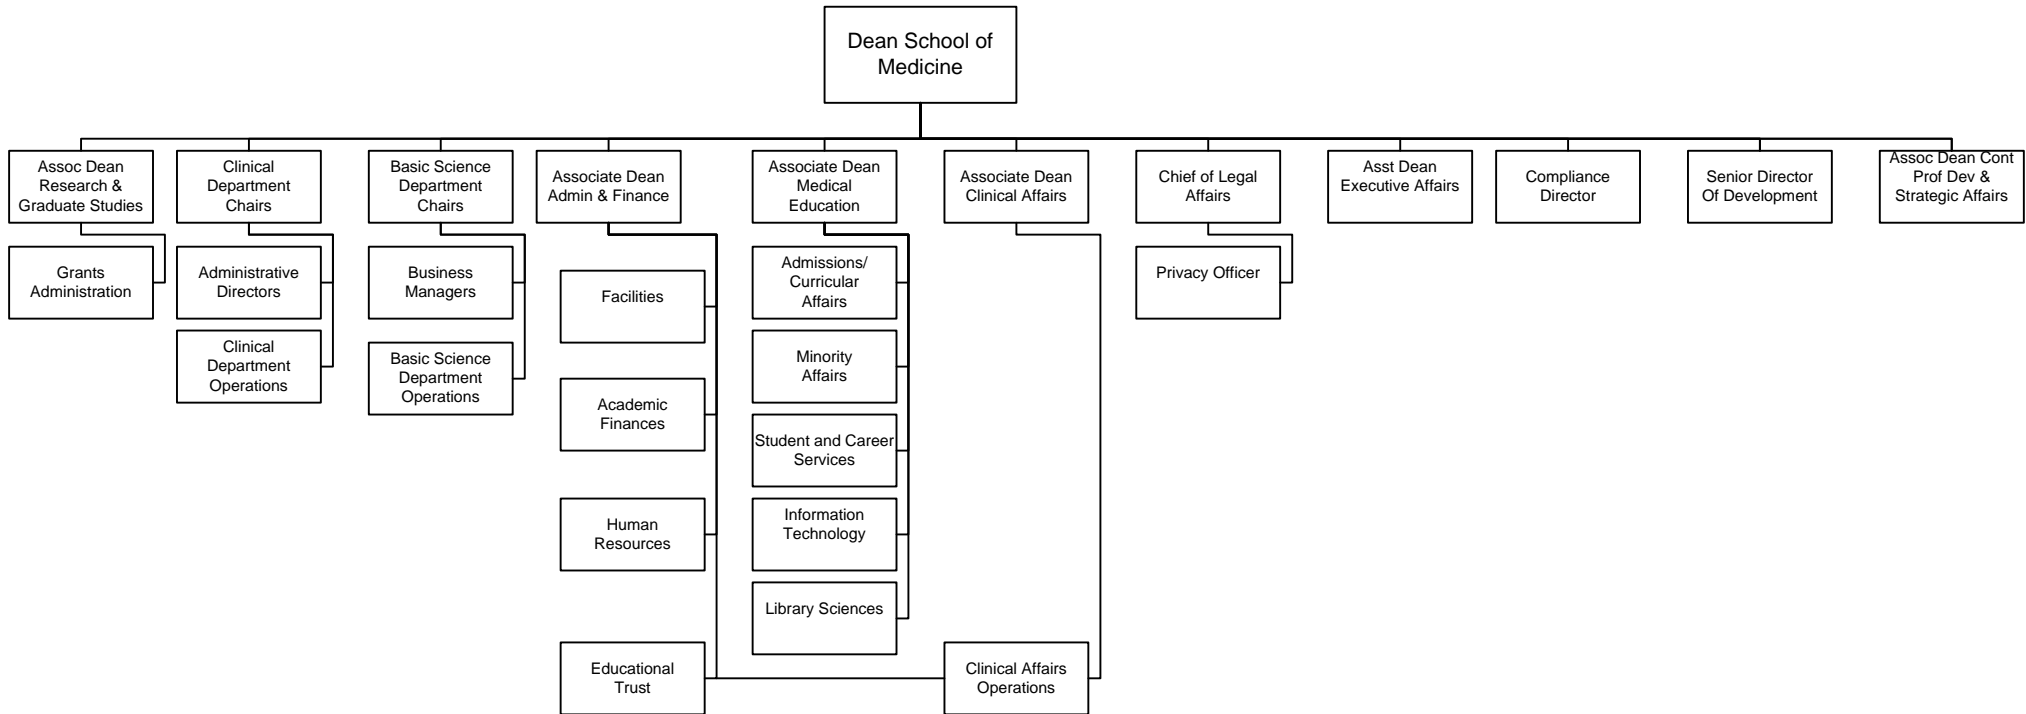 Dean School of
Medicine
Assoc Dean
Research &
Graduate Studies
Clinical
Department
Chairs
Basic Science
Department
Chairs
Associate Dean
Admin & Finance
Associate Dean
Medical
Education
Associate Dean
Clinical Affairs
Chief of Legal
Affairs
Asst Dean
Executive Affairs
Compliance
Director
Senior Director
Of Development
Assoc Dean Cont
Prof Dev &
Strategic Affairs
Grants
Administration
Administrative
Directors
Clinical
Department
Operations
Business
Managers
Basic Science
Department
Operations
Facilities
Academic
Finances
Human
Resources
Educational
Trust
Admissions/
Curricular
Affairs
Minority
Affairs
Student and Career
Services
Information
Technology
Library Sciences
Clinical Affairs
Operations
Privacy Officer